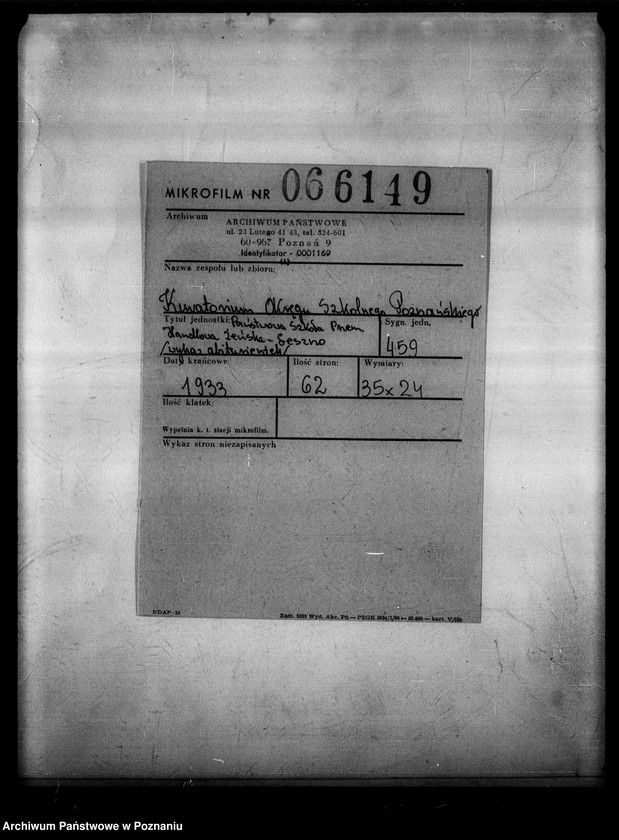 MIKROFILM NR 066149
Archiwum
ARCHIWUM PAŃSTWOWE
ul. 23 Lutego 41/43, tel. 524-601
60-967 Poznań 9
Identyfikator - 0001169
Nazwa zespołu lub zbioru:
Kuratorium Okręgu Szkolnego Poznańskiego
Tytuł jednostki: Państwowa Szkoła Przem.
Handlowa Żeńska - Leszno
/wykaz abiturientek/
Sygn. jedn.
459
Daty krańcowe:
1933
Ilość stron:
62
Wymiary:
35x24
Ilość klatek:
Wypełnia k. t. stacji mikrofilm.
Wykaz stron niezapisanych
Archiwum Państwowe w Poznaniu